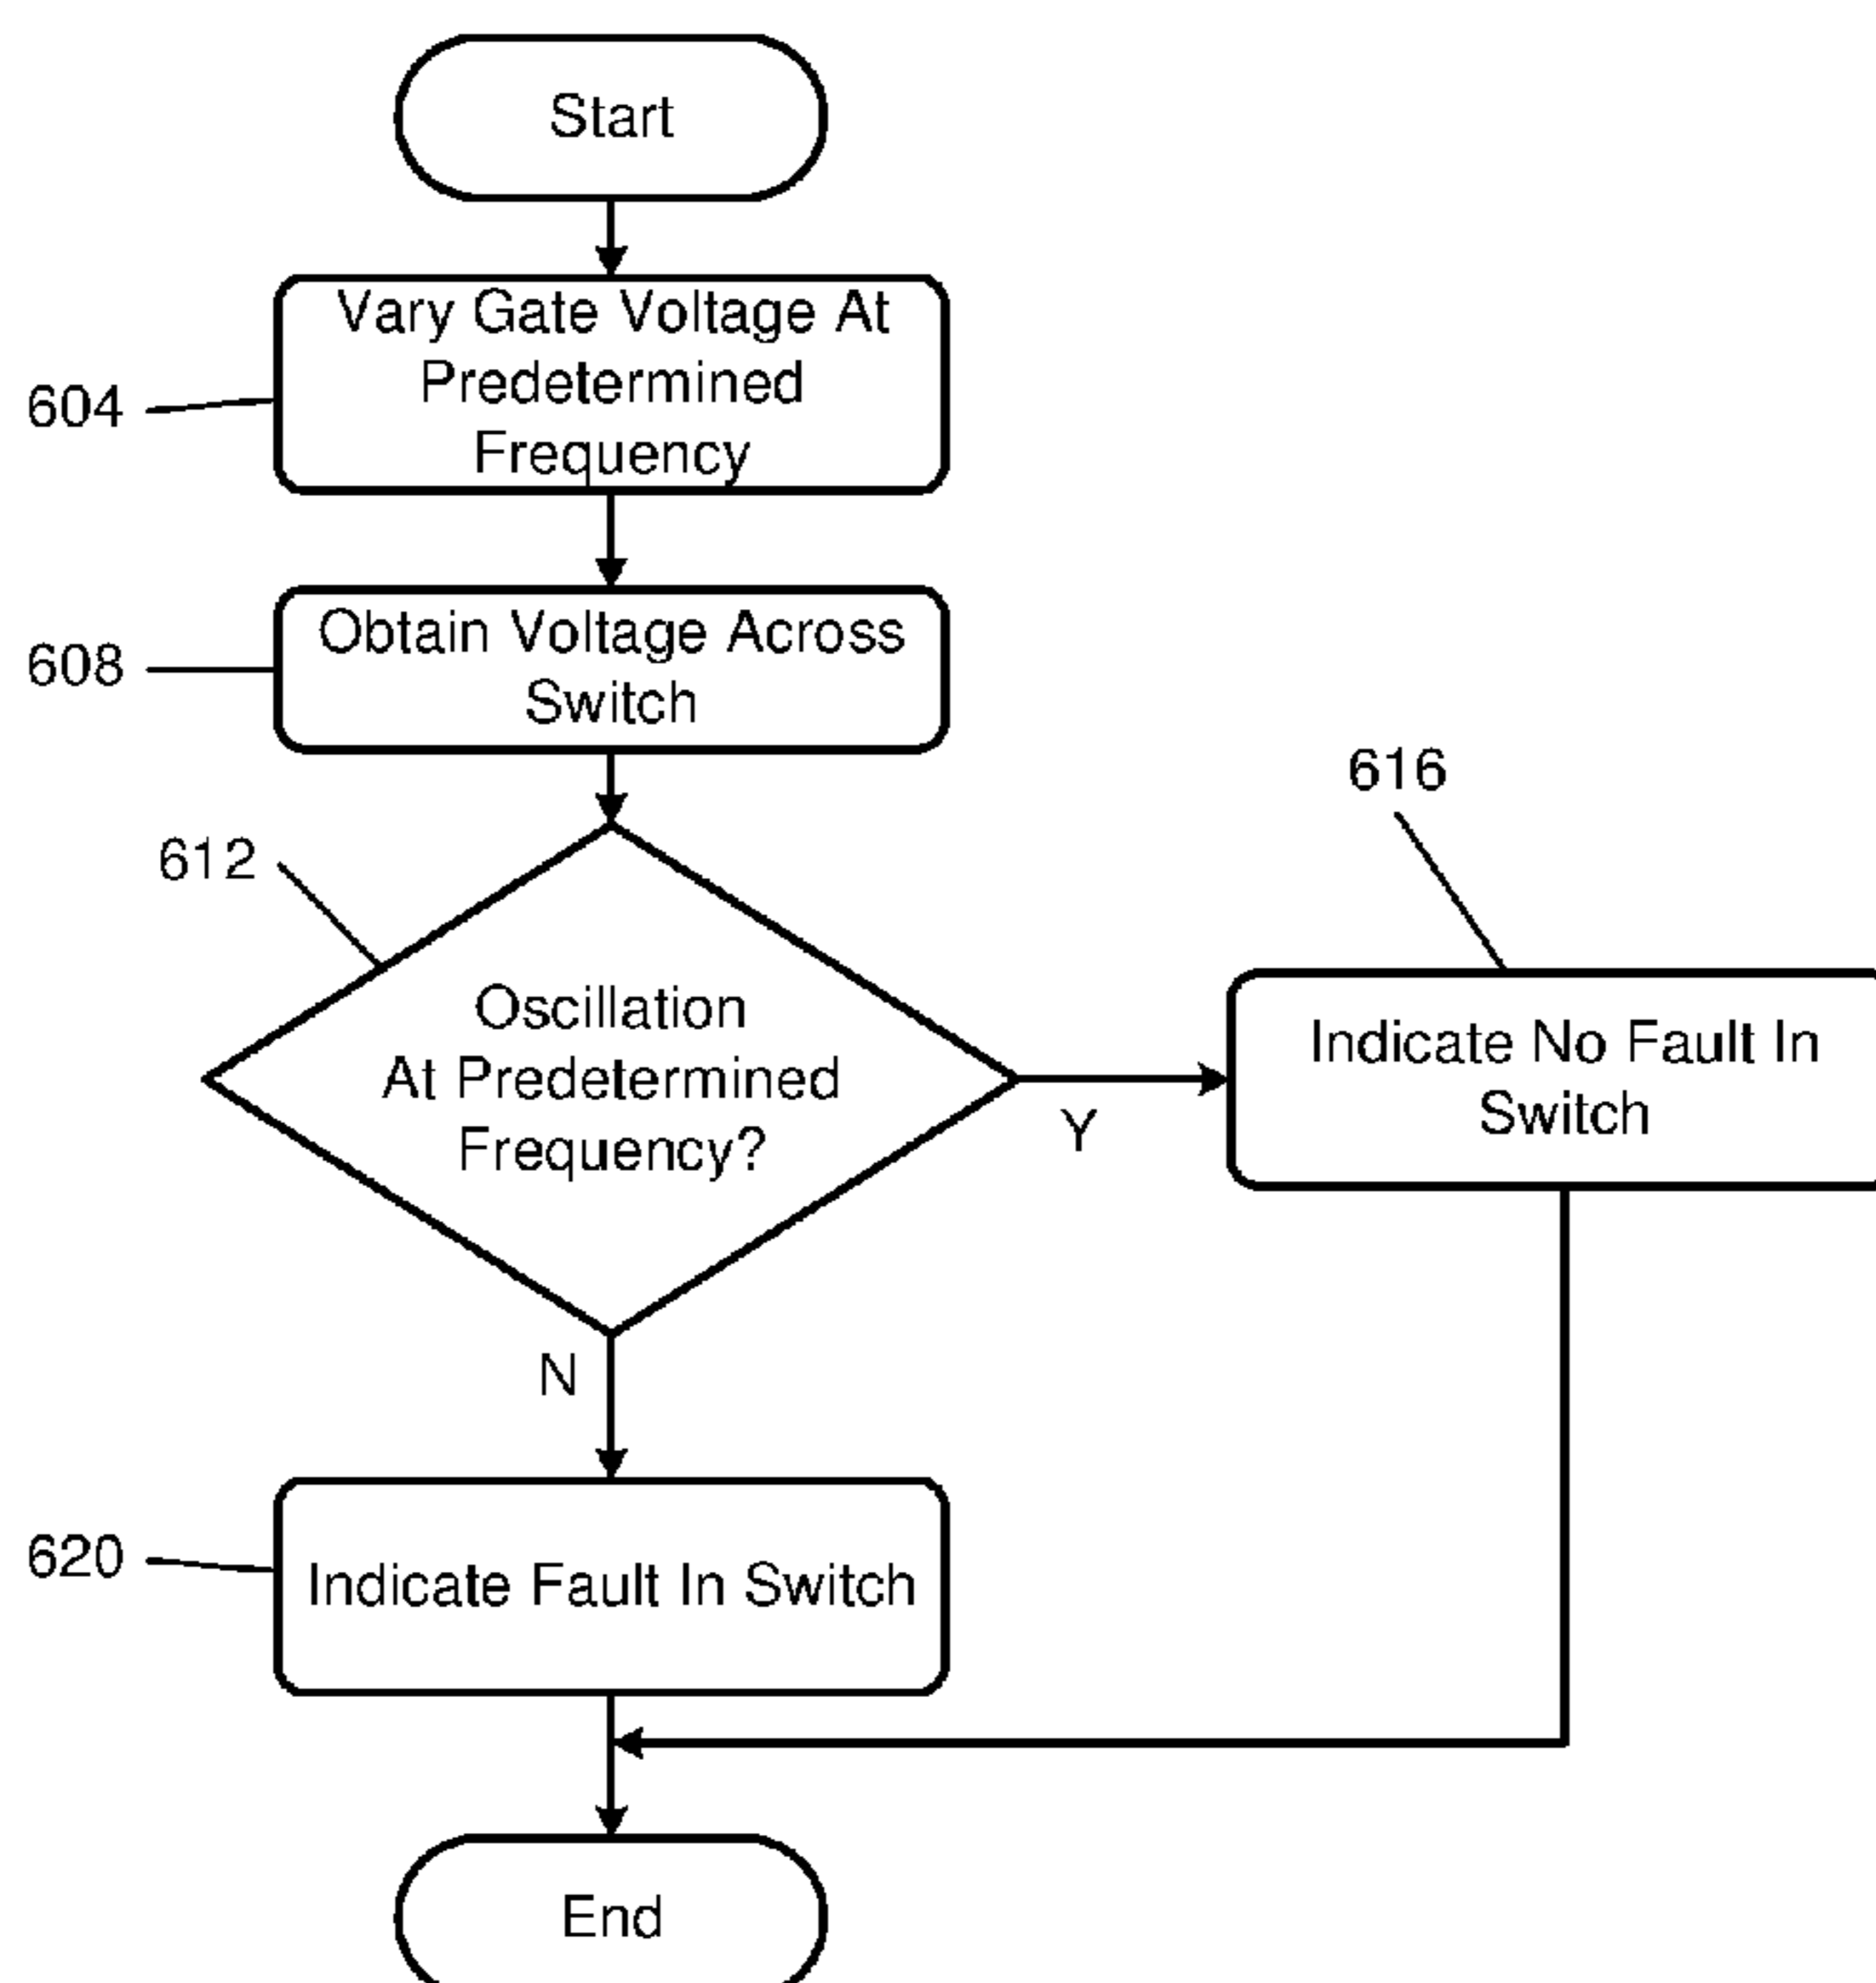 Start
Vary Gate Voltage At
Predetermined
Frequency
604
Obtain Voltage Across
Switch
608
612
Oscillation
At Predetermined
Frequency?
Y
616
Indicate No Fault In
Switch
N
620
Indicate Fault In Switch
End